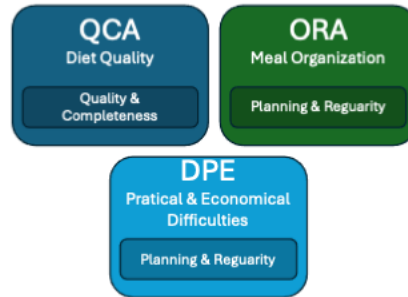 QCA
Diet Quality
Quality &
Completeness
ORA
Meal Organization
Planning & Reguarity
DPE
Pratical & Economical
Difficulties
Planning & Reguarity